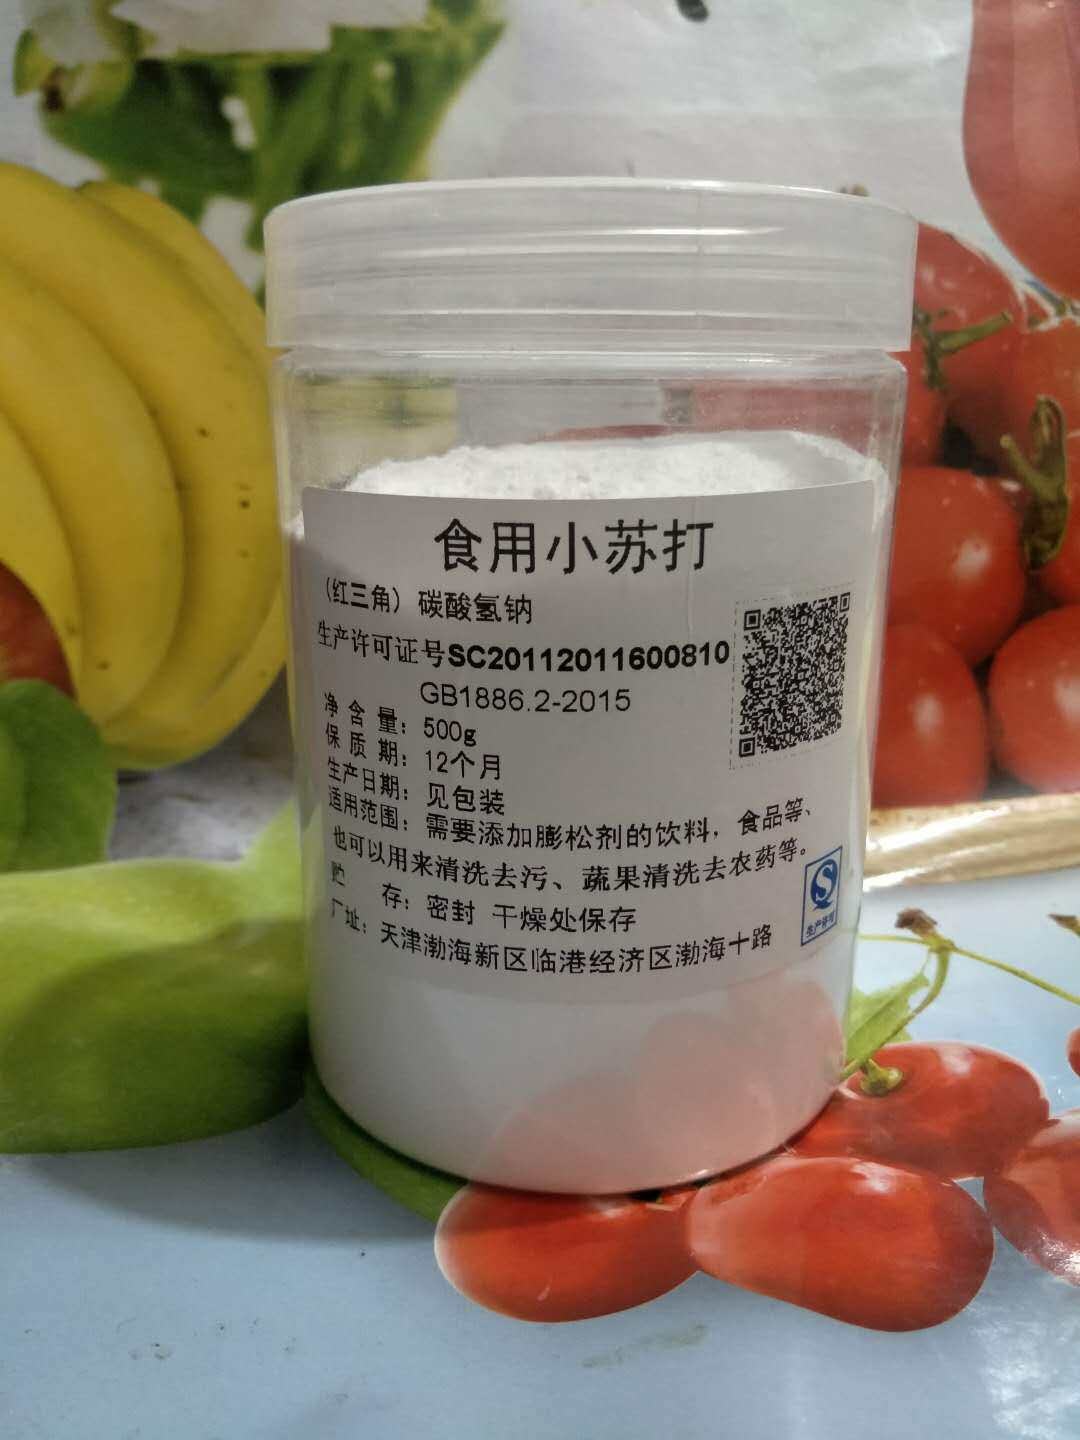 食用小苏打
（红三角）碳酸氢钠
生产许可证号SC20112011600810
GB1886.2-2015
净含量：500g
保质期：12个月
生产日期：见包装
适用范围：需要添加膨松剂的饮料，食品等、
也可以用来清洗去污、蔬果清洗去农药等。
贮存：密封 干燥处保存
厂址：天津渤海新区临港经济区渤海十路
生产许可